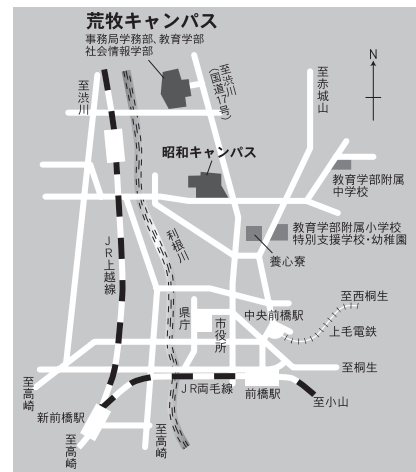 荒牧キャンパス
事務局学務部、教育学部
社会情報学部
至渋川
(国道17号)
至渋川
至赤城山
N
昭和キャンパス
教育学部附属
中学校
利根川
教育学部附属小学校
特別支援学校・幼稚園
養心寮
JR上越線
至西桐生
県庁
市役所
中央前橋駅
上毛電鉄
至桐生
至高崎
JR両毛線
前橋駅
至小山
新前橋駅
至高崎
至高崎